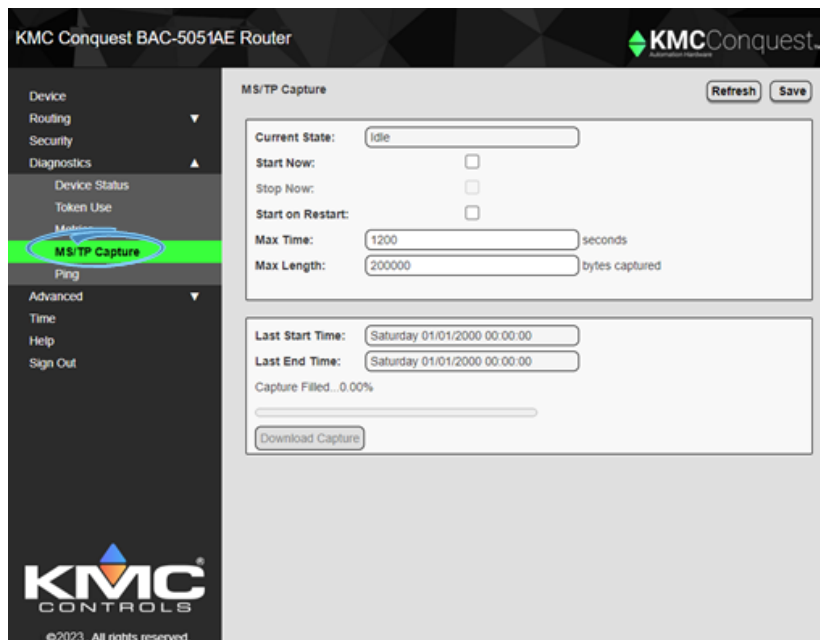 KMC Conquest BAC-5051AE Router
KMCConquest™
Automation Hardware
Device
Routing ▼
Security
Diagnostics ▲
Device Status
Token Use
Metrics
MS/TP Capture
Ping
Advanced ▼
Time
Help
Sign Out
KMC®
CONTROLS
©2023 All rights reserved
MS/TP Capture
Refresh Save
Current State: Idle
Start Now:
Stop Now:
Start on Restart:
Max Time: 1200 seconds
Max Length: 200000 bytes captured
Last Start Time: Saturday 01/01/2000 00:00:00
Last End Time: Saturday 01/01/2000 00:00:00
Capture Filled...0.00%
Download Capture